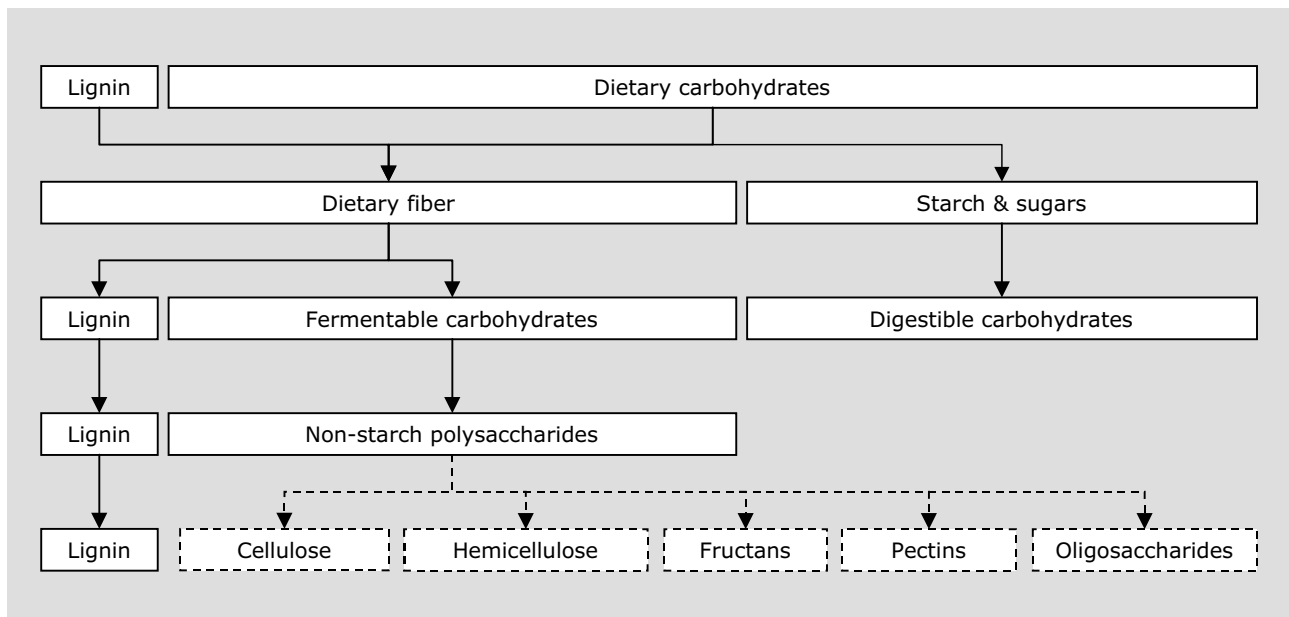 Lignin
Dietary carbohydrates
Dietary fiber
Starch & sugars
Lignin
Fermentable carbohydrates
Digestible carbohydrates
Lignin
Non-starch polysaccharides
Lignin
Cellulose
Hemicellulose
Fructans
Pectins
Oligosaccharides